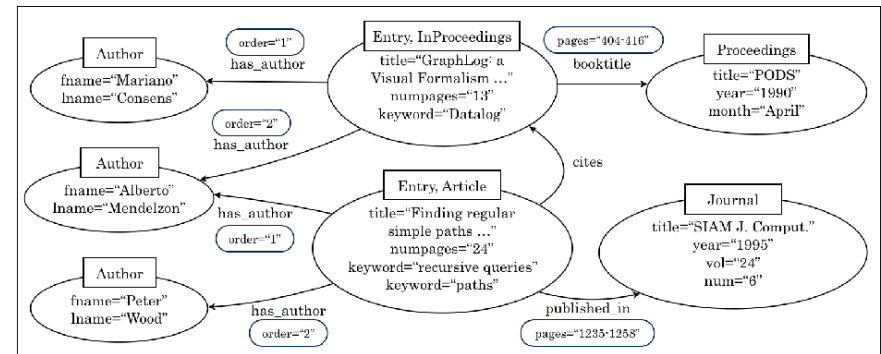 Author
fname=“Mariano”
lname=“Consens”
order=“1”
has_author
Entry, InProceedings
title=“GraphLog: a
Visual Formalism ...”
numpages=“13”
keyword=“Datalog”
pages=“404-416”
booktitle
Proceedings
title=“PODS”
year=“1990”
month=“April”
order=“2”
has_author
Author
fname=“Alberto”
lname=“Mendelzon”
has_author
order=“1”
cites
Entry, Article
title=“Finding regular
simple paths ...”
numpages=“24”
keyword=“recursive queries”
keyword=“paths”
Journal
title=“SIAM J. Comput.”
year=“1995”
vol=“24”
num=“6”
Author
fname=“Peter”
lname=“Wood”
has_author
order=“2”
published_in
pages=“1235-1258”